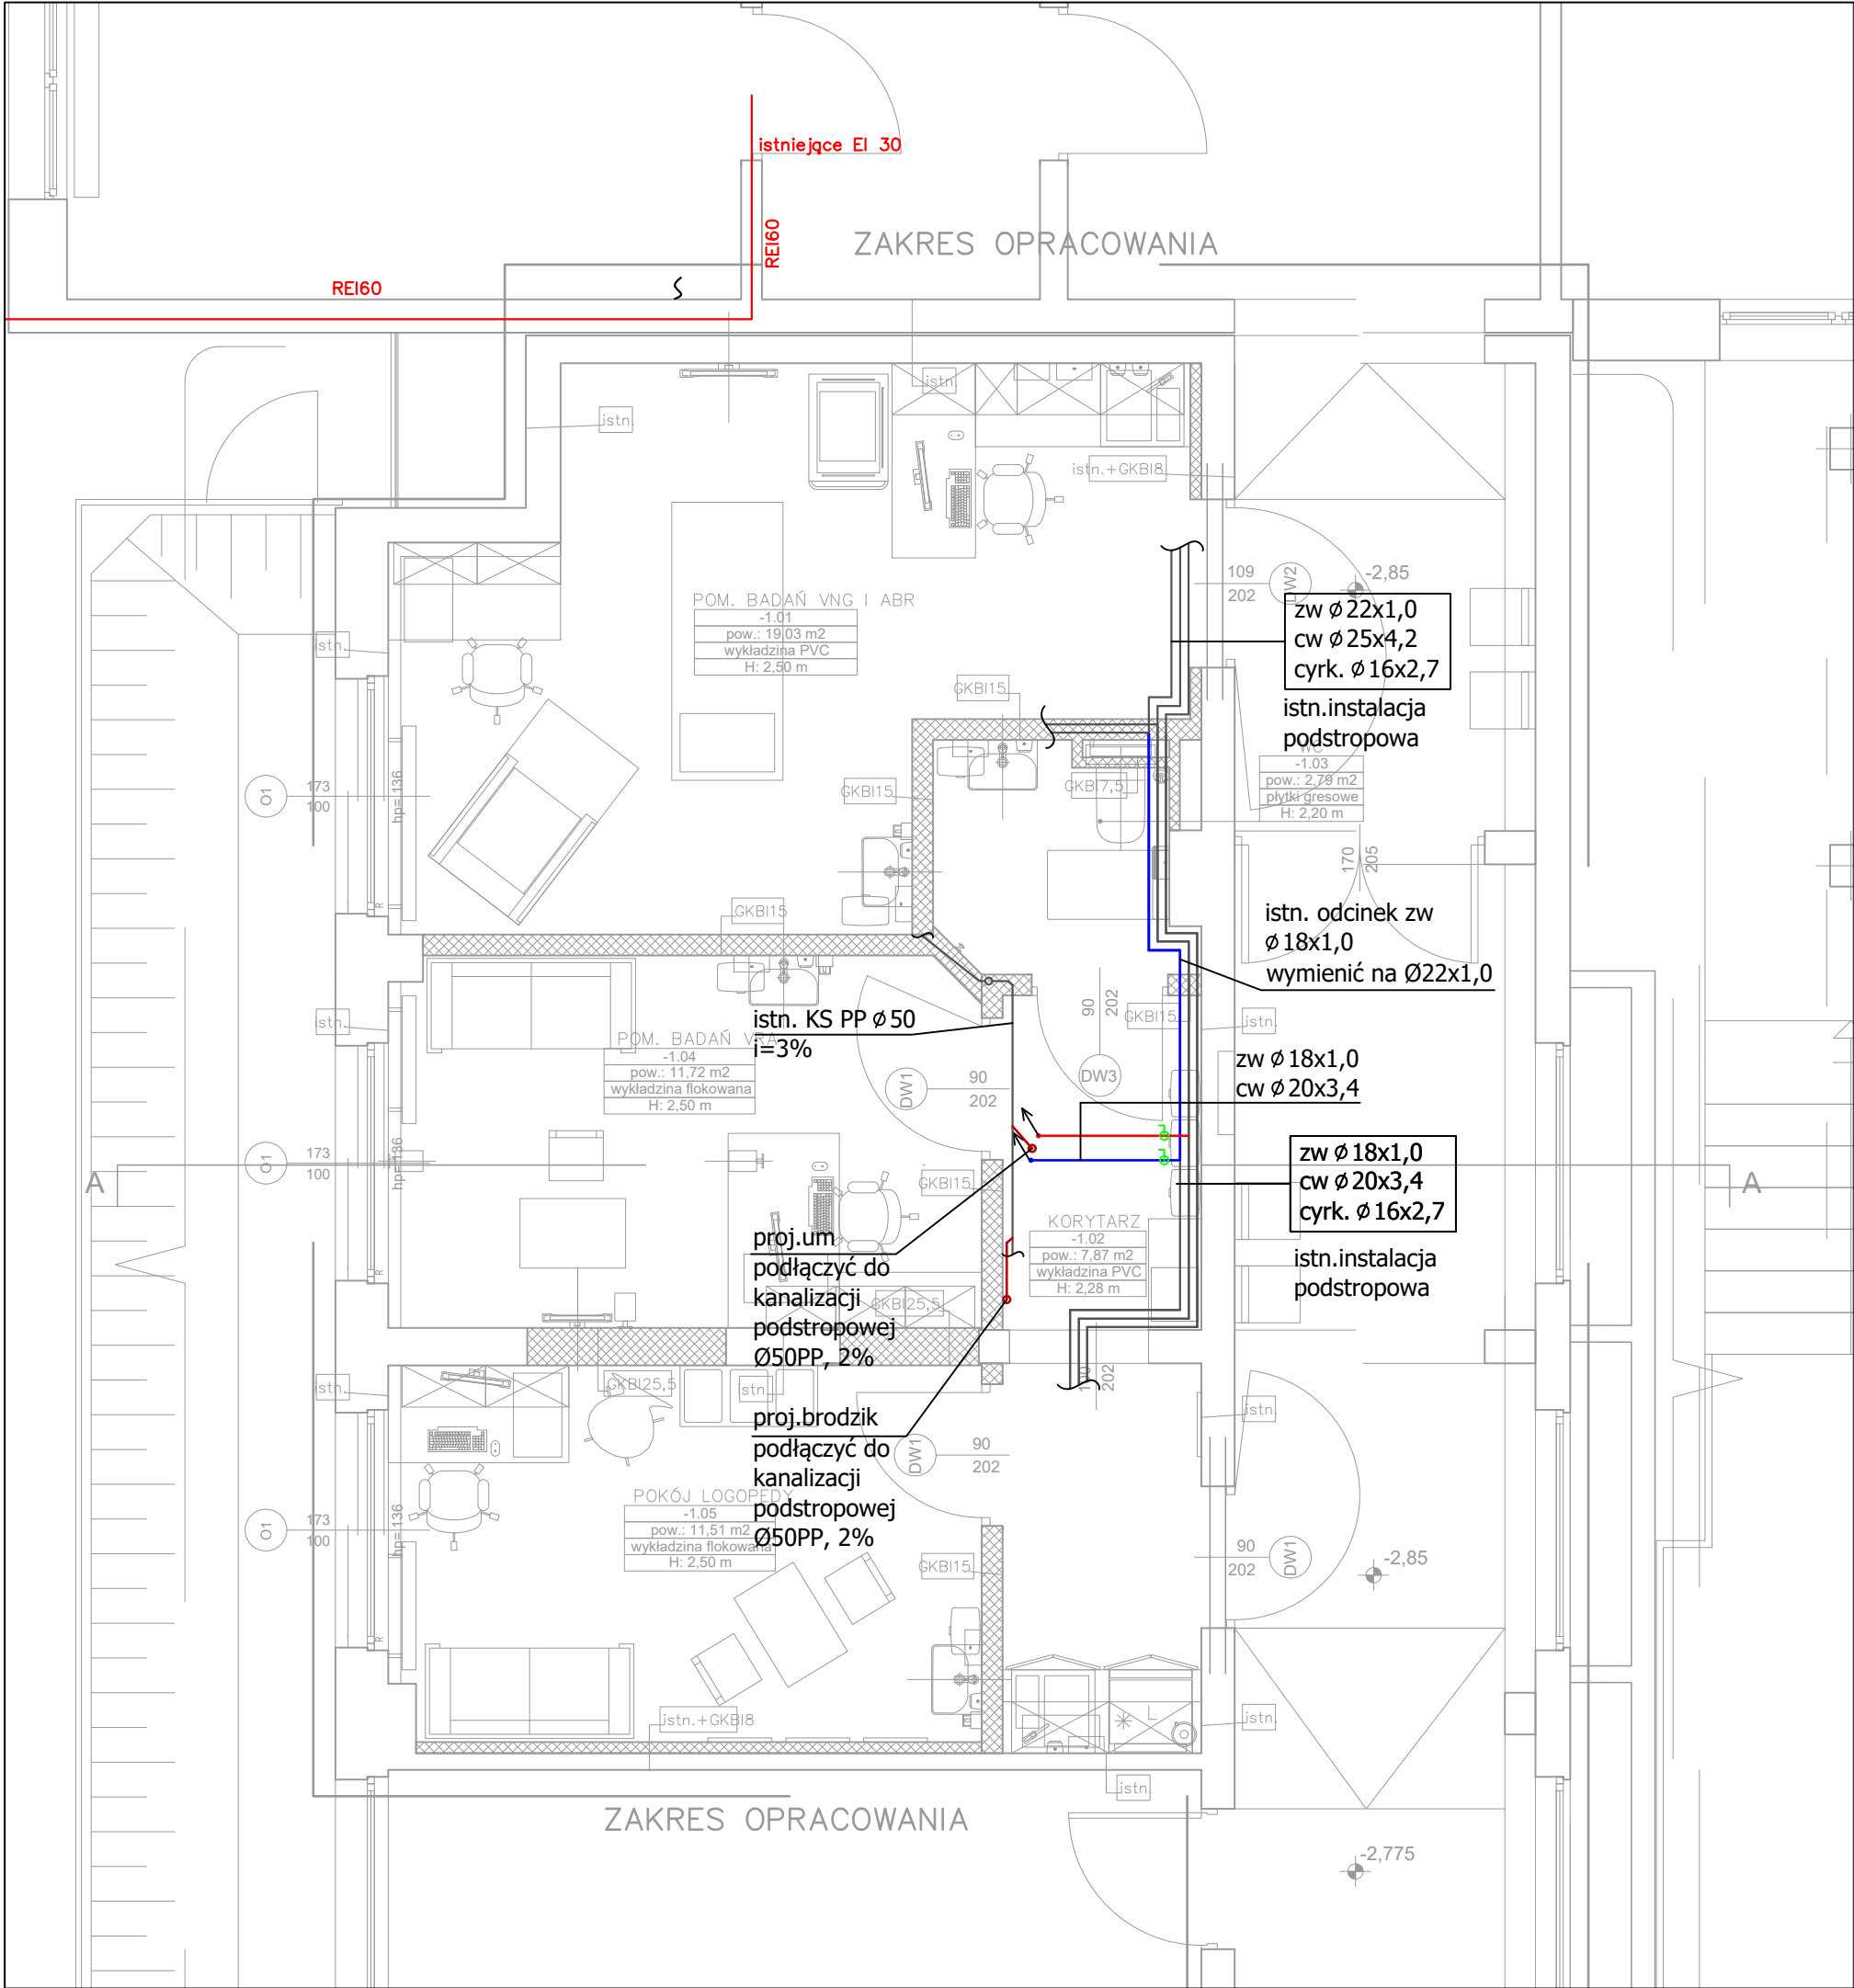 istniejące EI 30
REI60
REI60
ZAKRES OPRACOWANIA
istn.
istn.
istn.+GKBI8
109
202
DW2
-2,85
POM. BADAŃ VNG I ABR
-1.01
pow.: 19,03 m2
wykładzina PVC
H: 2,50 m
zw ⌀22x1,0
cw ⌀25x4,2
cyrk. ⌀16x2,7
istn.instalacja
podstropowa
istn.
GKBI15
WC
-1.03
pow.: 2,79 m2
płytki gresowe
H: 2,20 m
O1
173
100
hp=136
GKBI15
GKBI7,5
170
205
R
GKBI15
istn. odcinek zw
⌀18x1,0
wymienić na Ø22x1,0
90
202
GKBI15
istn.
istn.
istn. KS PP ⌀50
i=3%
POM. BADAŃ VRA
-1.04
pow.: 11,72 m2
wykładzina flokowana
H: 2,50 m
DW1
90
202
DW3
zw ⌀18x1,0
cw ⌀20x3,4
O1
173
100
hp=136
A
A
GKBI15
zw ⌀18x1,0
cw ⌀20x3,4
cyrk. ⌀16x2,7
istn.instalacja
podstropowa
KORYTARZ
-1.02
pow.: 7,87 m2
wykładzina PVC
H: 2,28 m
R
proj.um
podłączyć do
kanalizacji
podstropowej
Ø50PP, 2%
GKBI25,5
istn.
GKBI25,5
istn.
100
202
istn.
proj.brodzik
podłączyć do
kanalizacji
podstropowej
Ø50PP, 2%
DW1
90
202
POKÓJ LOGOPEDY
-1.05
pow.: 11,51 m2
wykładzina flokowana
H: 2,50 m
O1
173
100
hp=136
GKBI15
90
202
DW1
-2,85
R
istn.+GKBI8
L
istn.
istn.
ZAKRES OPRACOWANIA
-2,775